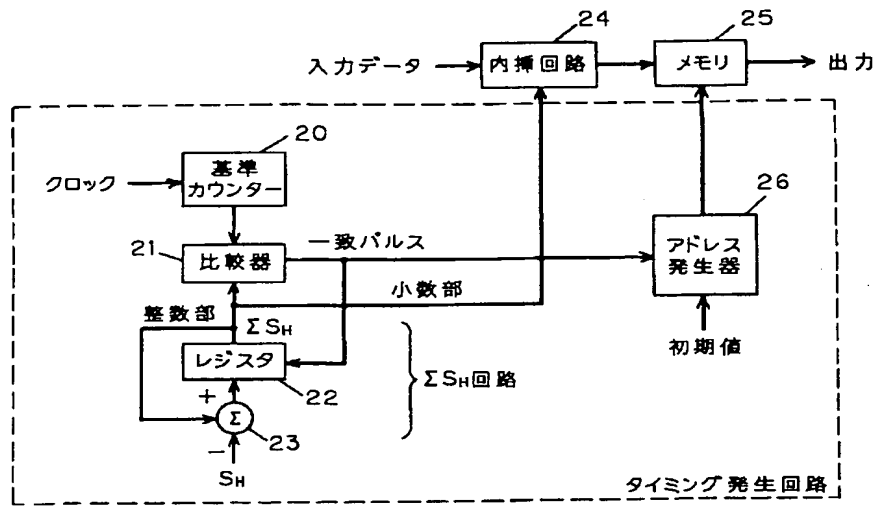 24
25
入力データ
内挿回路
メモリ
出力
20
クロック
基準
カウンター
26
21
比較器
一致パルス
アドレス
発生器
小数部
整数部
ΣSH
レジスタ
22
ΣSH回路
初期値
+
Σ
23
−
SH
タイミング発生回路